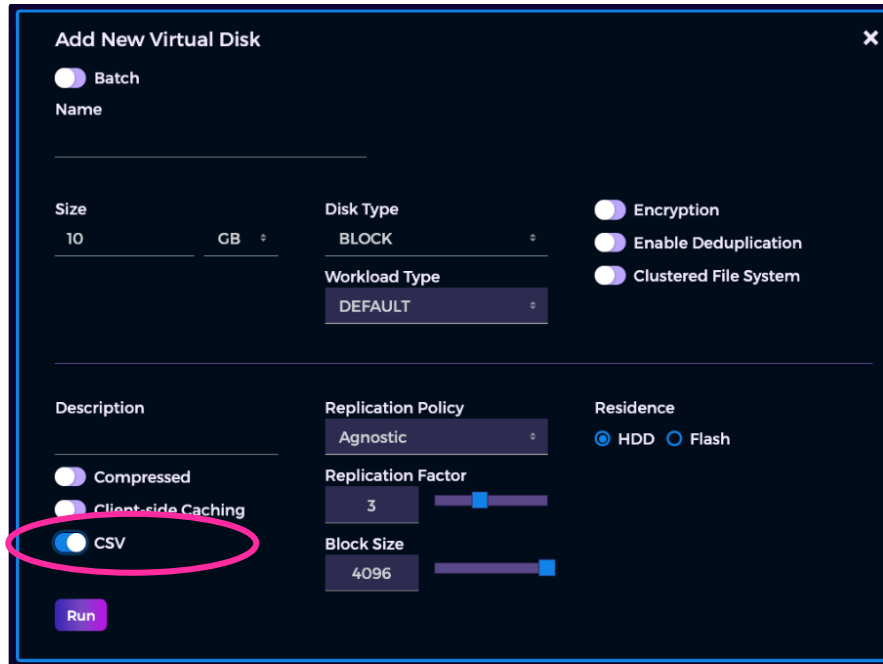 Add New Virtual Disk
Batch
Name
Size
10 GB
Disk Type
BLOCK
Workload Type
DEFAULT
Encryption
Enable Deduplication
Clustered File System
Description
Compressed
Client-side Caching
CSV
Replication Policy
Agnostic
Replication Factor
3
Block Size
4096
Residence
HDD Flash
Run